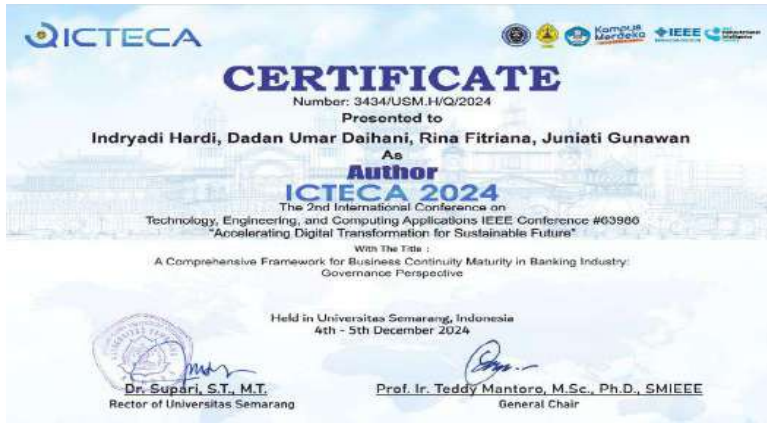 ICTECA
Kampus
Merdeka
IEEE
CERTIFICATE
Number: 3434/USM.H/Q/2024
Presented to
Indryadi Hardi, Dadan Umar Daihani, Rina Fitriana, Juniati Gunawan
As
Author
ICTECA 2024
The 2nd International Conference on
Technology, Engineering, and Computing Applications IEEE Conference #63986
"Accelerating Digital Transformation for Sustainable Future"
With The Title :
A Comprehensive Framework for Business Continuity Maturity in Banking Industry:
Governance Perspective
Held in Universitas Semarang, Indonesia
4th - 5th December 2024
Dr. Supari, S.T., M.T.
Rector of Universitas Semarang
Prof. Ir. Teddy Mantoro, M.Sc., Ph.D., SMIEEE
General Chair